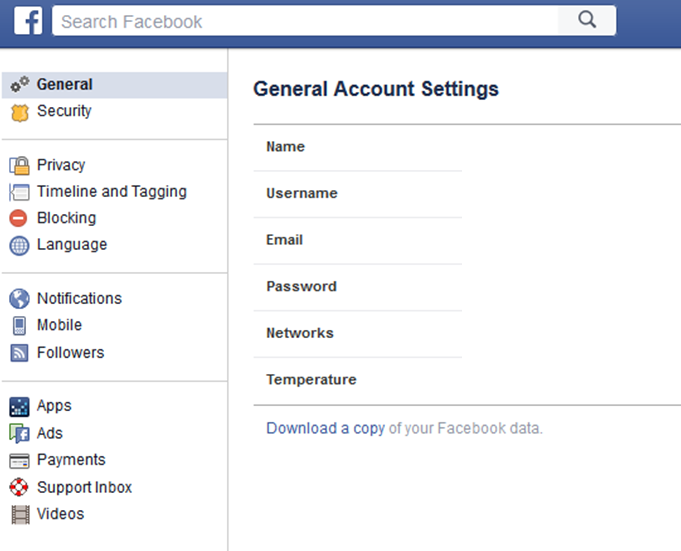 f
Search Facebook
General
Security
Privacy
Timeline and Tagging
Blocking
Language
Notifications
Mobile
Followers
Apps
Ads
Payments
Support Inbox
Videos
General Account Settings
Name
Username
Email
Password
Networks
Temperature
Download a copy of your Facebook data.